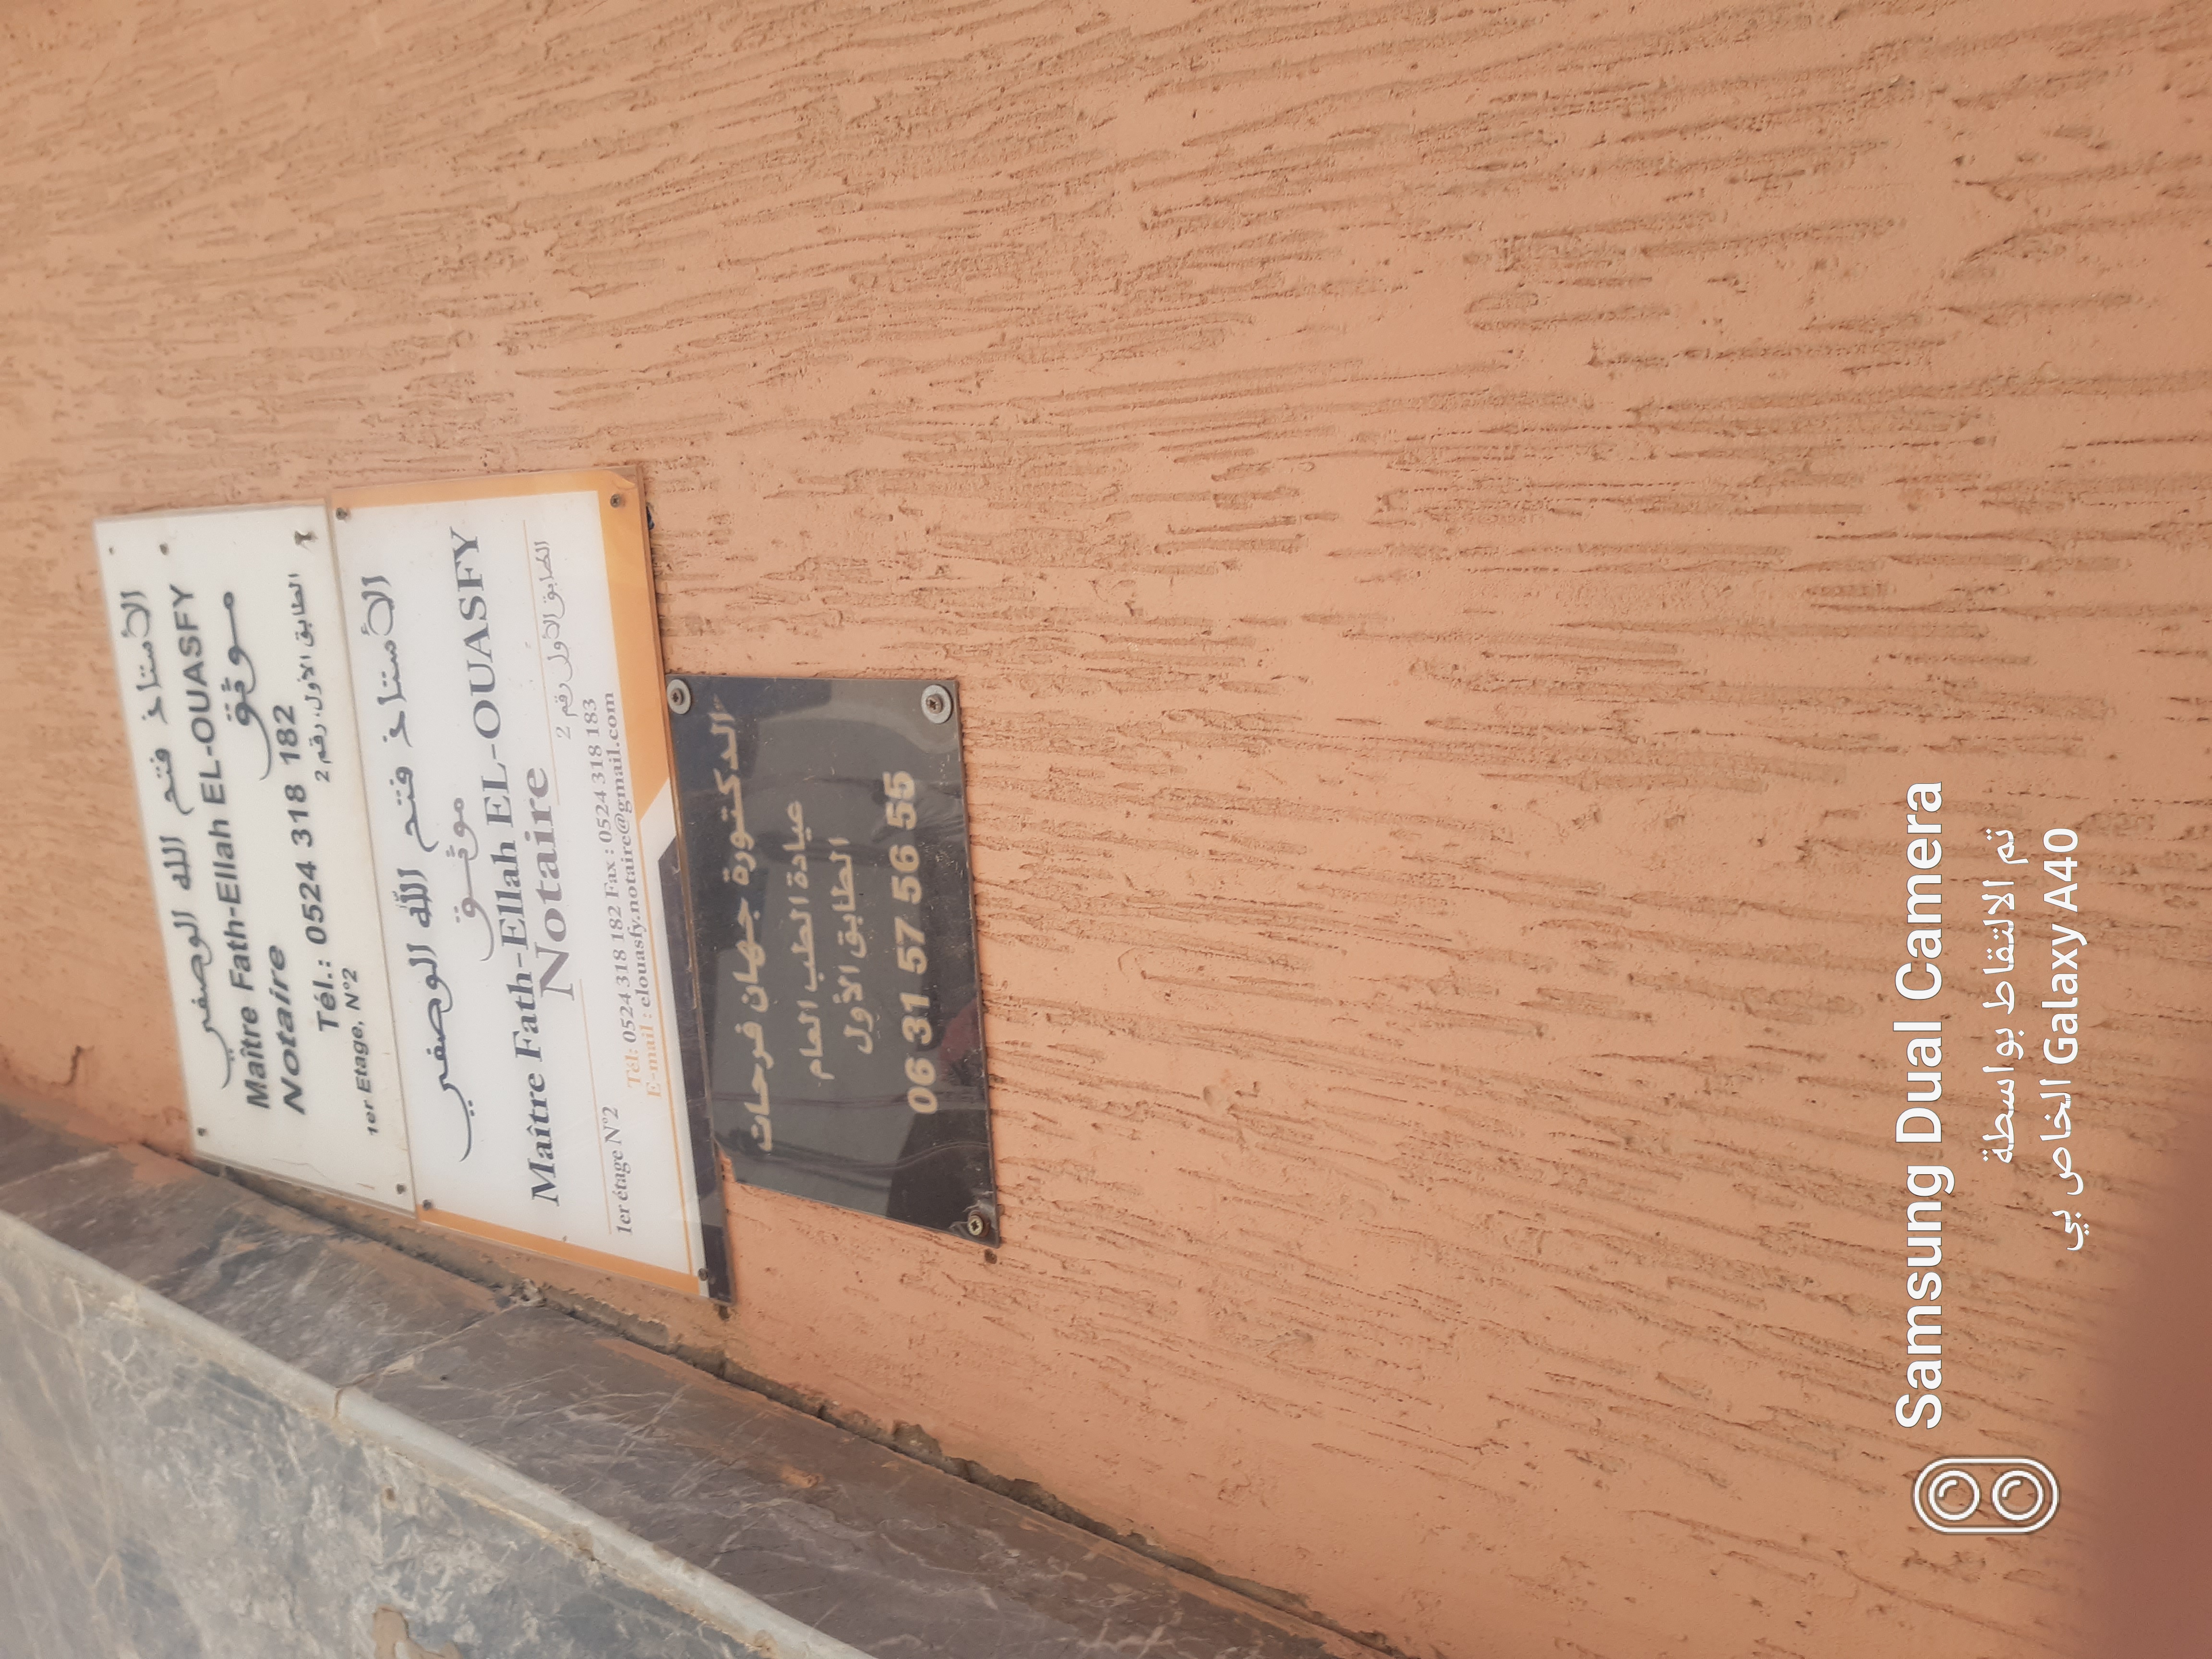 الأستاذ فتح الله الوصفي
Maître Fath-Ellah EL-OUASFY
موثق
Notaire
Tél.: 0524 318 182
الطابق الأول، رقم 2
1er Etage, N°2
الأستاذ فتح الله الوصفي
موثق
Maître Fath-Ellah EL-OUASFY
Notaire
الطابق الأول رقم 2
1er étage N°2
Tél: 0524 318 182 Fax : 0524 318 183
E-mail : elouasfy.notaire@gmail.com
الدكتورة جهان فرحات
عيادة الطب العام
الطابق الأول
06 31 57 56 55
Samsung Dual Camera
تم الالتقاط بواسطة
Galaxy A40 الخاص بي